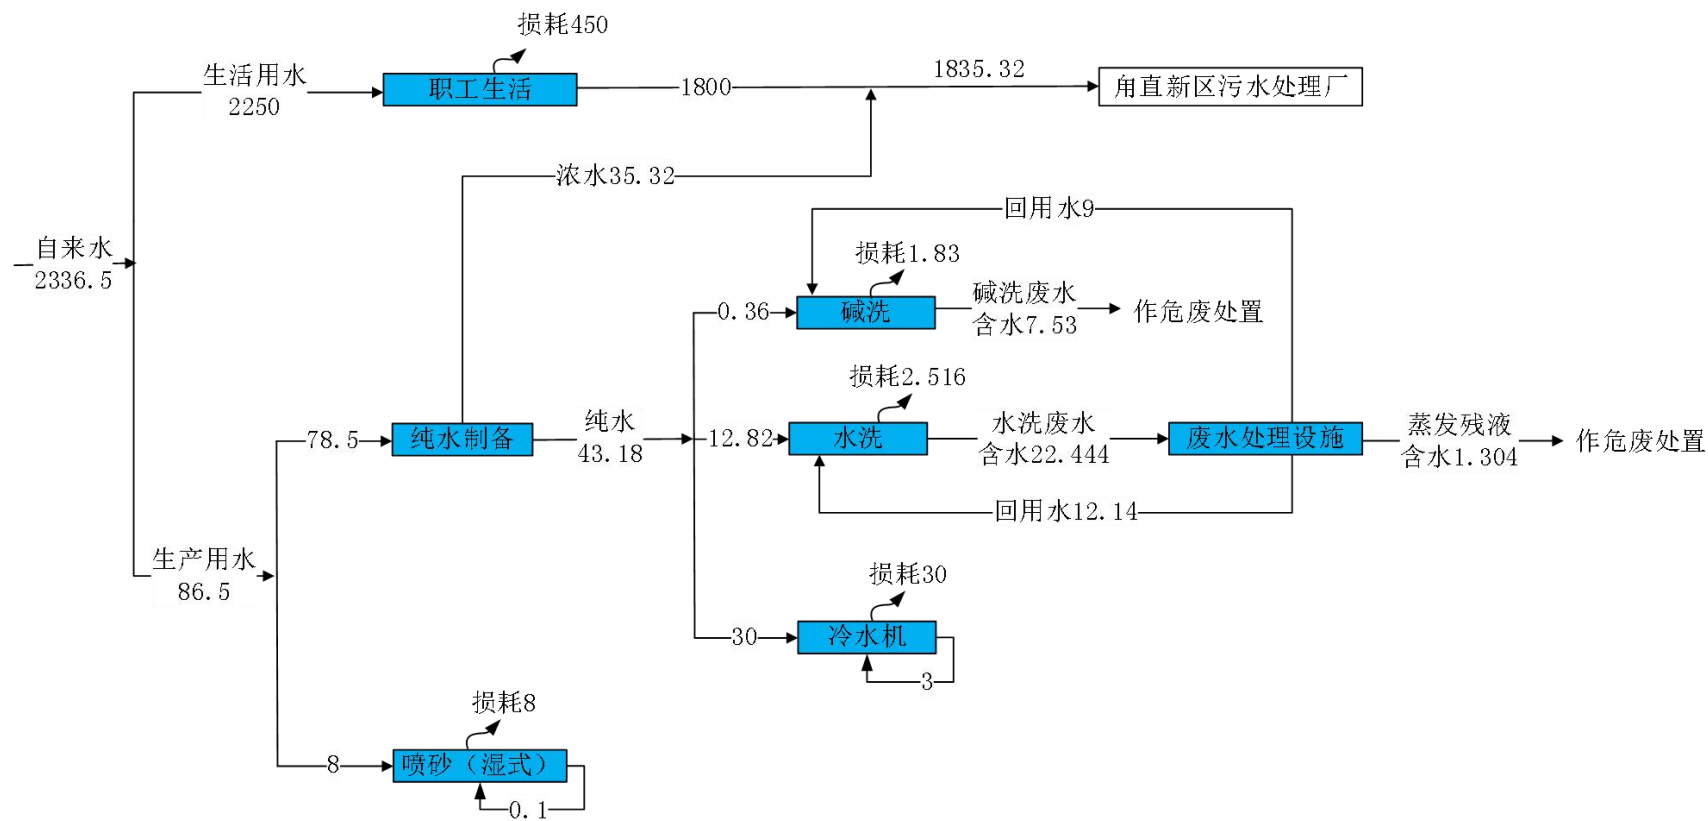 损耗450
生活用水
2250
职工生活
1800
1835.32
甪直新区污水处理厂
浓水35.32
回用水9
自来水
2336.5
损耗1.83
0.36
碱洗
碱洗废水
含水7.53
作危废处置
损耗2.516
78.5
纯水制备
纯水
43.18
12.82
水洗
水洗废水
含水22.444
废水处理设施
蒸发残液
含水1.304
作危废处置
回用水12.14
生产用水
86.5
损耗30
30
冷水机
3
损耗8
8
喷砂（湿式）
0.1